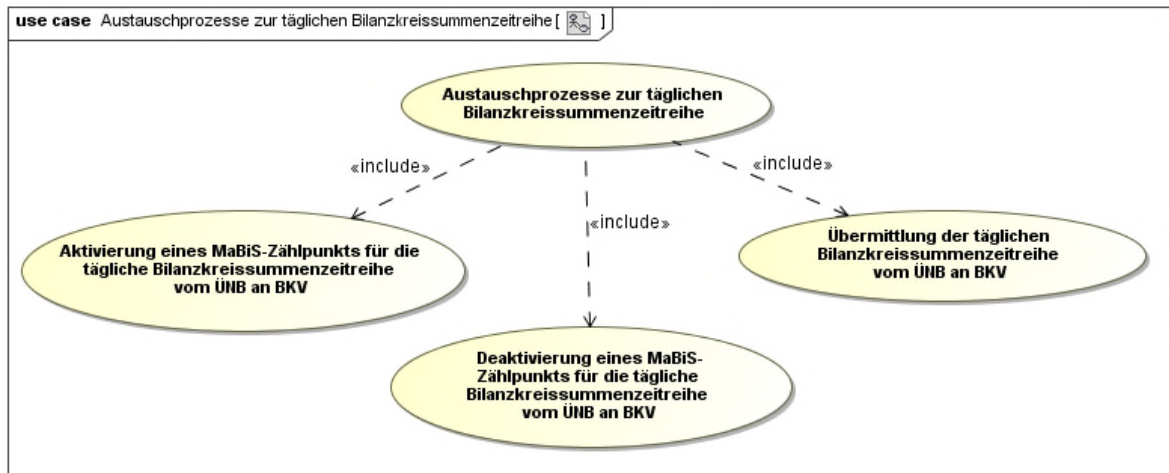 use case Austauschprozesse zur täglichen Bilanzkreissummenzeitreihe [ ]
Austauschprozesse zur täglichen
Bilanzkreissummenzeitreihe
«include»
«include»
«include»
Aktivierung eines MaBiS-Zählpunkts für die
tägliche Bilanzkreissummenzeitreihe
vom ÜNB an BKV
Übermittlung der täglichen
Bilanzkreissummenzeitreihe
vom ÜNB an BKV
Deaktivierung eines MaBiS-
Zählpunkts für die tägliche
Bilanzkreissummenzeitreihe
vom ÜNB an BKV